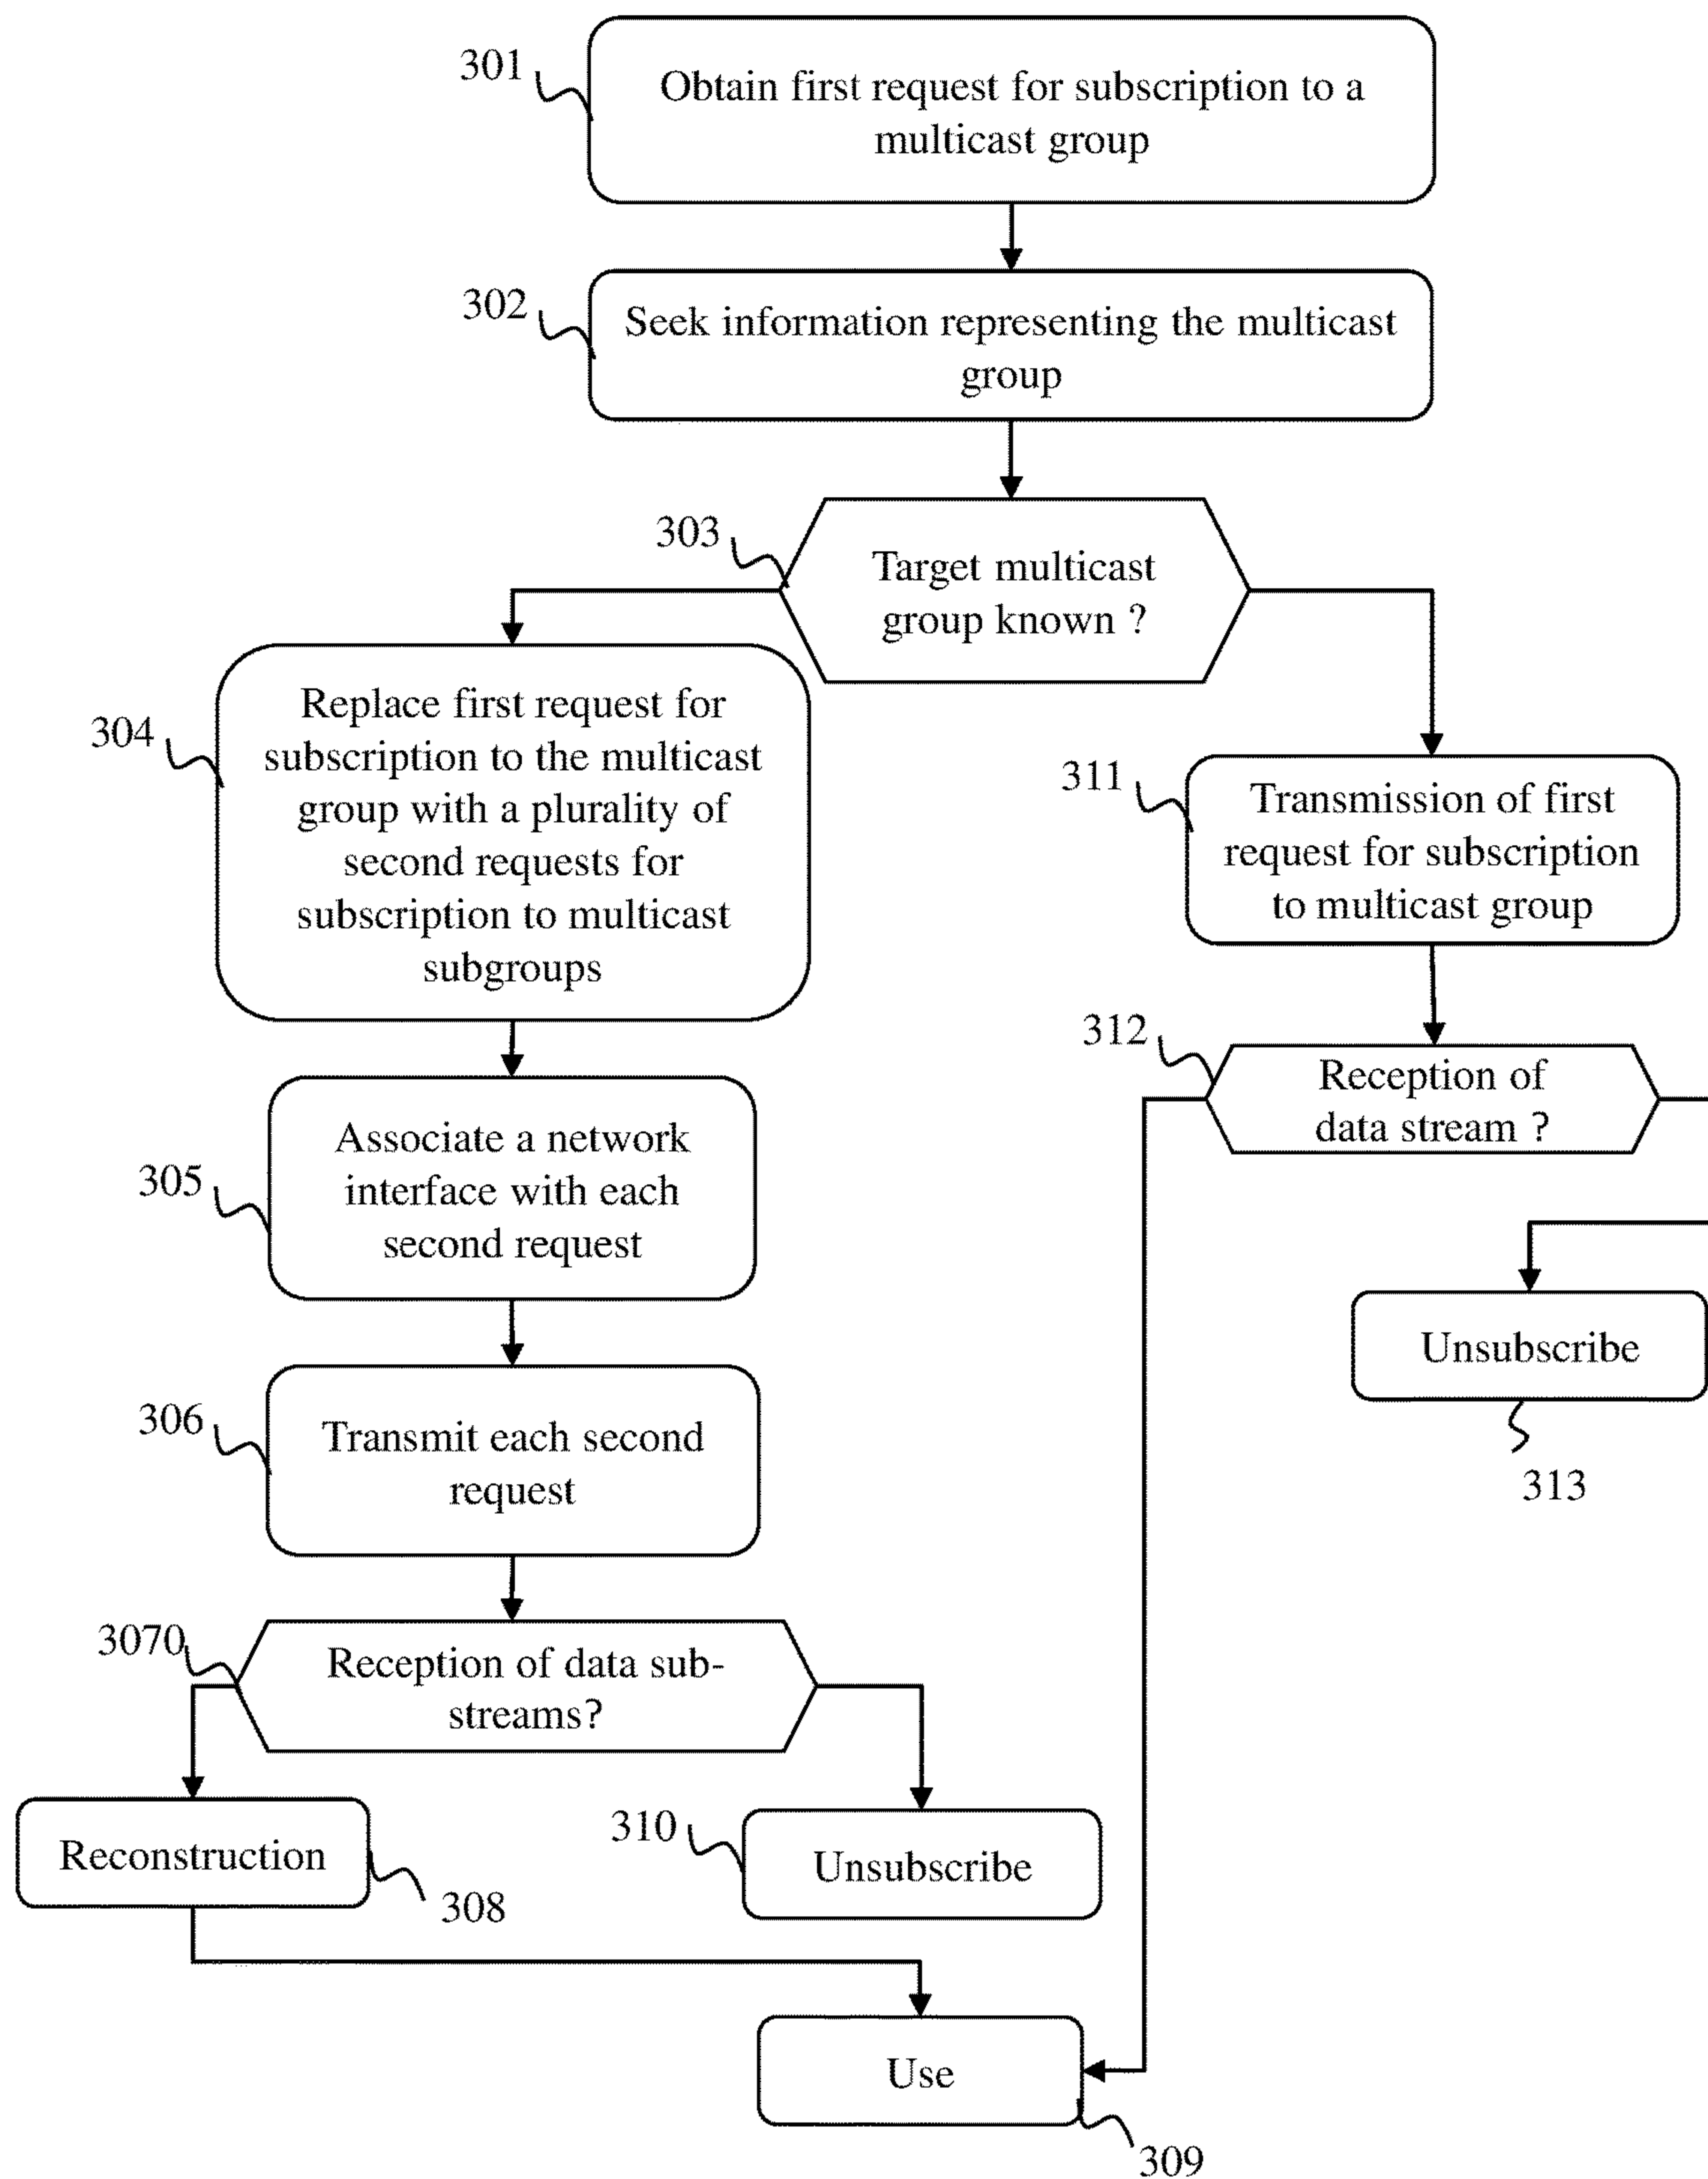 301
Obtain first request for subscription to a
multicast group
302
Seek information representing the multicast
group
303
Target multicast
group known ?
304
Replace first request for
subscription to the multicast
group with a plurality of
second requests for
subscription to multicast
subgroups
311
Transmission of first
request for subscription
to multicast group
312
Reception of
data stream ?
305
Associate a network
interface with each
second request
Unsubscribe
313
306
Transmit each second
request
3070
Reception of data sub-
streams?
Reconstruction
308
310
Unsubscribe
Use
309